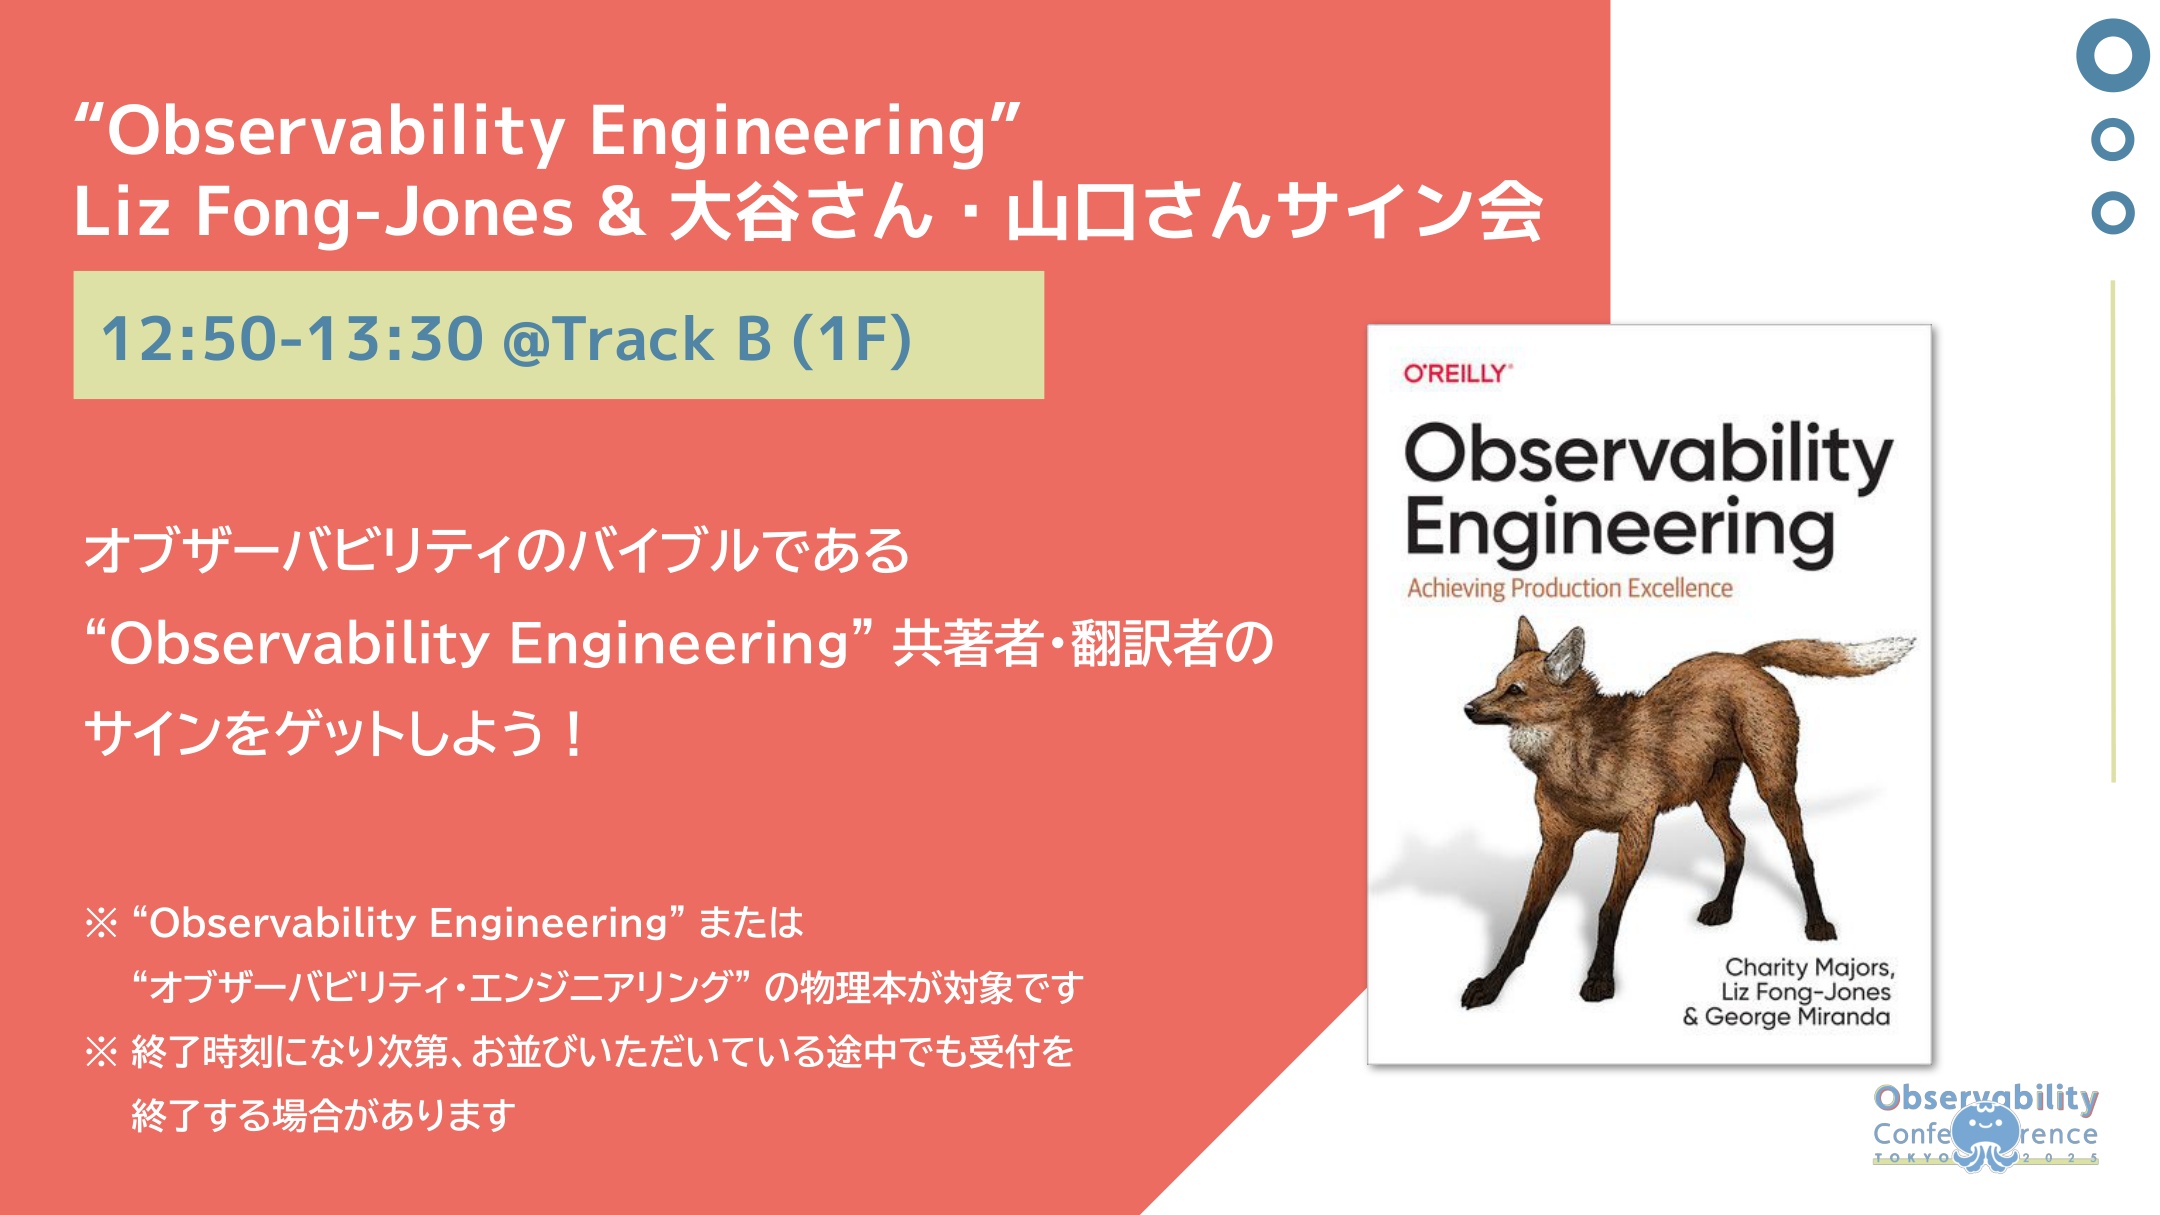 “Observability Engineering”
Liz Fong-Jones & 大谷さん・山口さんサイン会
12:50-13:30 @Track B (1F)
オブザーバビリティのバイブルである
“Observability Engineering” 共著者・翻訳者の
サインをゲットしよう！
※ “Observability Engineering” または
“オブザーバビリティ・エンジニアリング” の物理本が対象です
※ 終了時刻になり次第、お並びいただいている途中でも受付を
終了する場合があります
O'REILLY®
Observability
Engineering
Achieving Production Excellence
Charity Majors,
Liz Fong-Jones
& George Miranda
Observability
Conference
TOKYO 2025